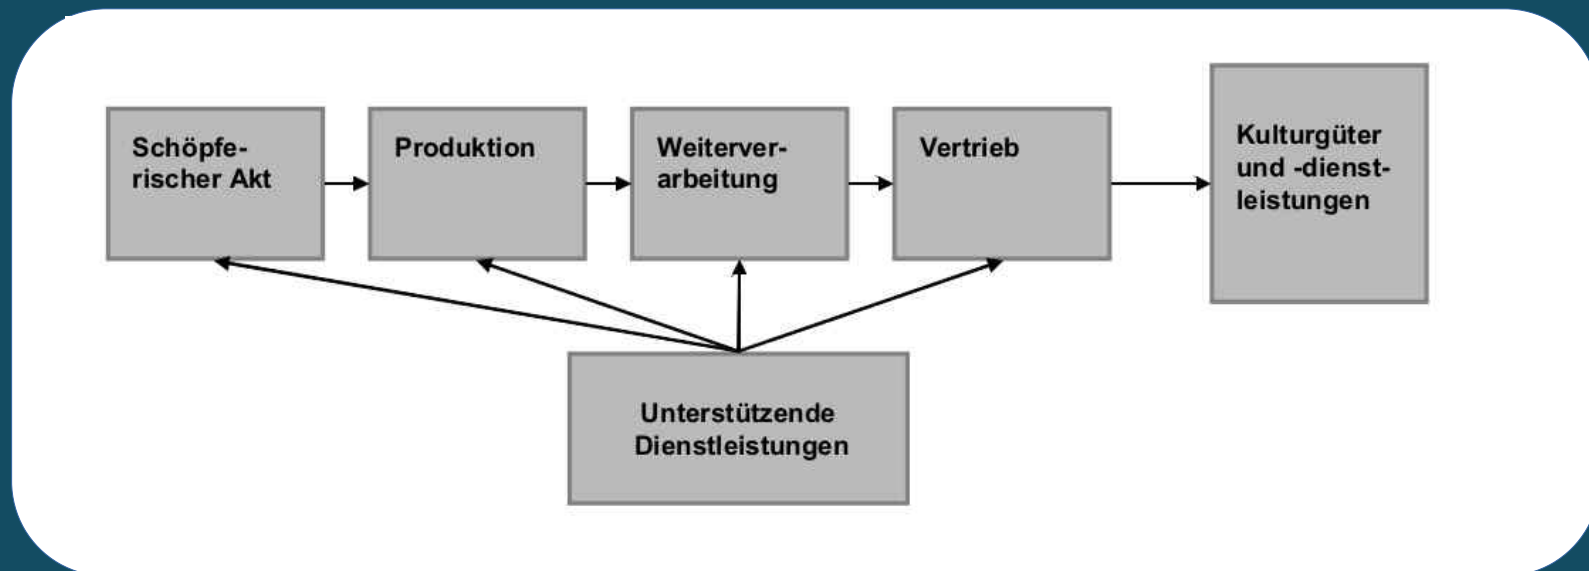 Schöpfe-
rischer Akt
Produktion
Weiterver-
arbeitung
Vertrieb
Kulturgüter
und -dienst-
leistungen
Unterstützende
Dienstleistungen